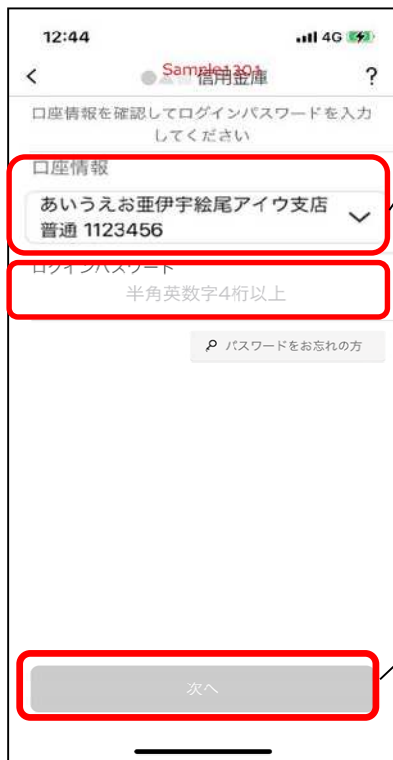 12:44
4G
Sample1301
信用金庫
?
口座情報を確認してログインパスワードを入力
してください
口座情報
あいうえお亜伊宇絵尾アイウ支店
普通 1123456
ログインパスワード
半角英数字4桁以上
パスワードをお忘れの方
次へ